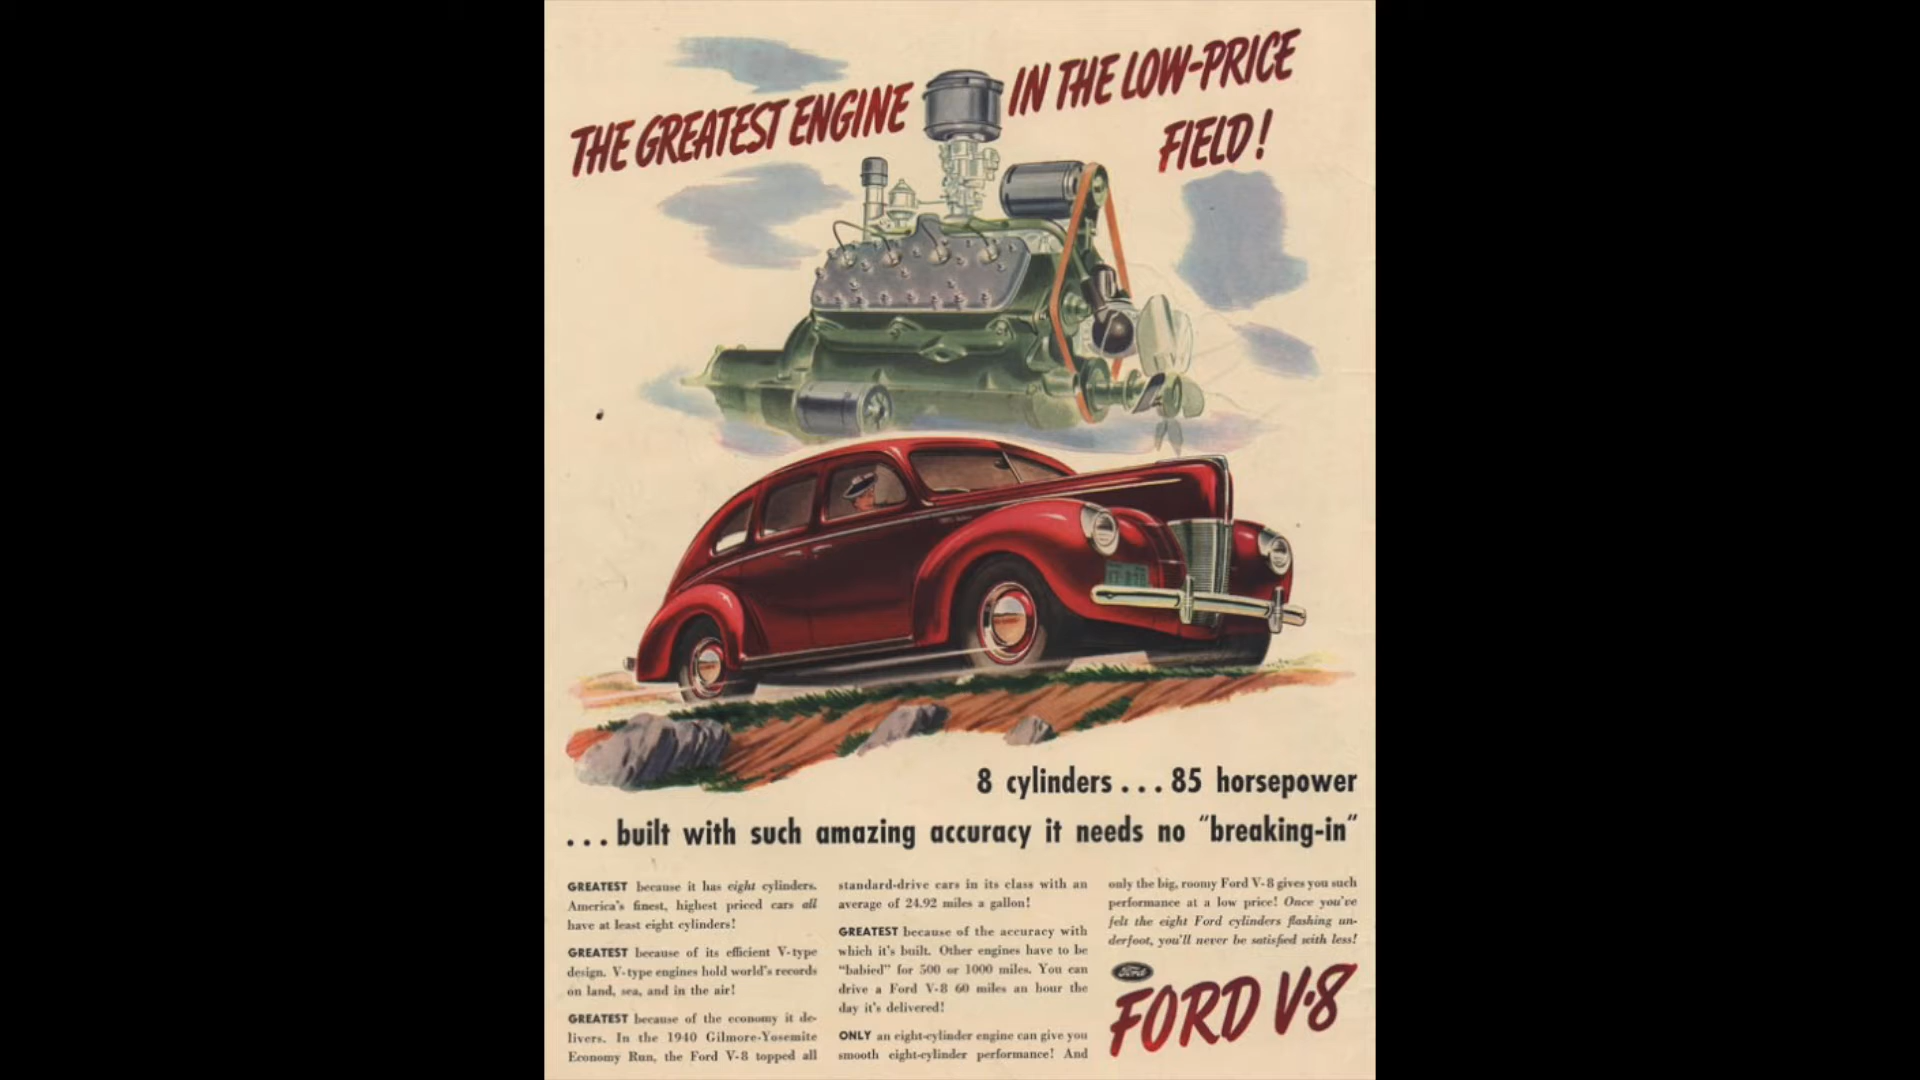 THE GREATEST ENGINE IN THE LOW-PRICE
FIELD!
8 cylinders . . . 85 horsepower
. . . built with such amazing accuracy it needs no "breaking-in"
GREATEST because it has eight cylinders.
America's finest, highest priced cars all
have at least eight cylinders!
GREATEST because of its efficient V-type
design. V-type engines hold world's records
on land, sea, and in the air!
GREATEST because of the economy it de-
livers. In the 1940 Gilmore-Yosemite
Economy Run, the Ford V-8 topped all
standard-drive cars in its class with an
average of 24.92 miles a gallon!
GREATEST because of the accuracy with
which it's built. Other engines have to be
"babied" for 500 or 1000 miles. You can
drive a Ford V-8 60 miles an hour the
day it's delivered!
ONLY an eight-cylinder engine can give you
smooth eight-cylinder performance! And
only the big, roomy Ford V-8 gives you such
performance at a low price! Once you've
felt the eight Ford cylinders flashing un-
derfoot, you'll never be satisfied with less!
Ford
FORD V·8